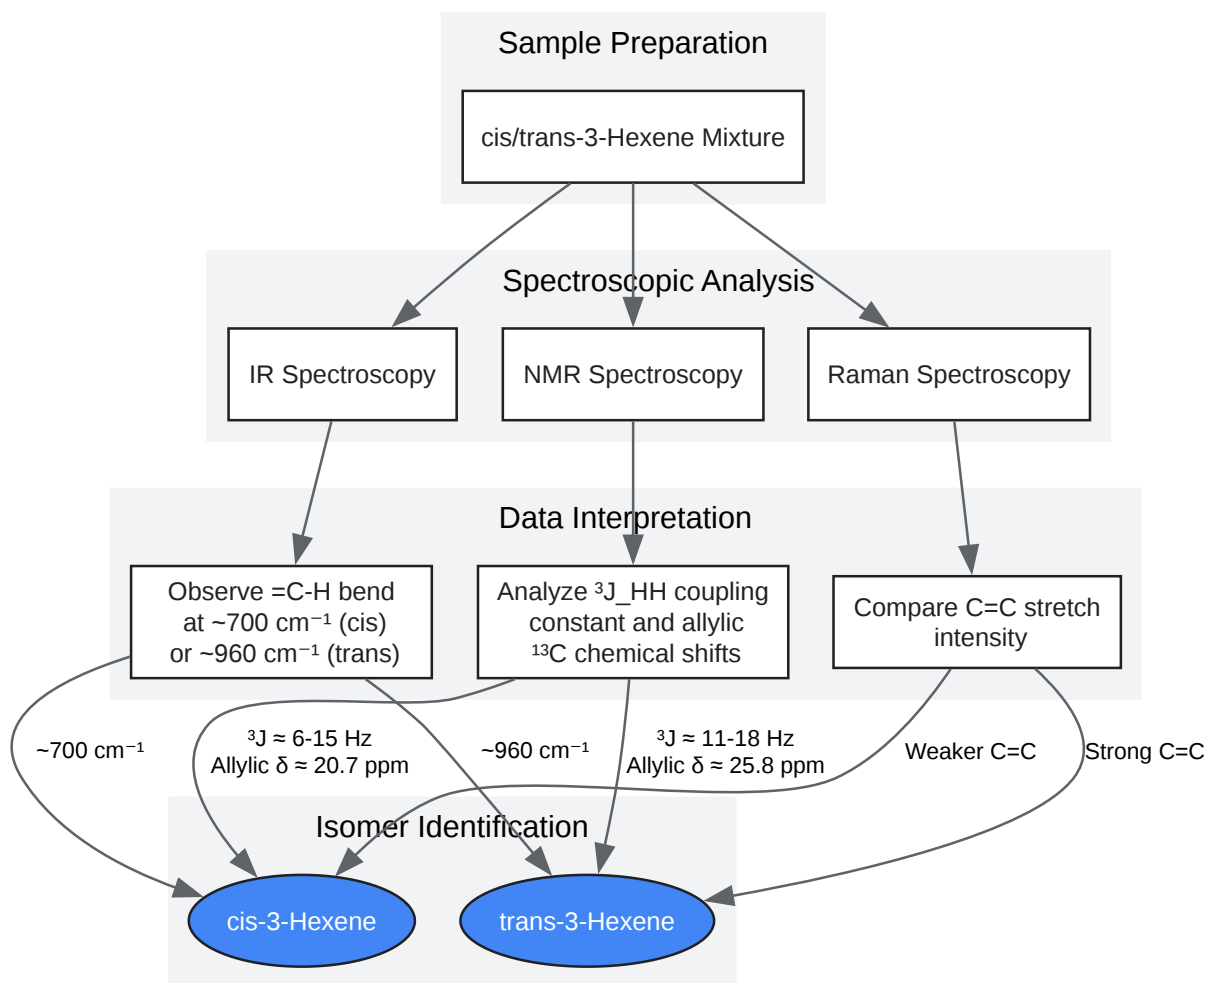 Sample Preparation
cis/trans-3-Hexene Mixture
Spectroscopic Analysis
IR Spectroscopy
NMR Spectroscopy
Raman Spectroscopy
Data Interpretation
Observe =C-H bend
at ~700 cm⁻¹ (cis)
or ~960 cm⁻¹ (trans)
Analyze ³J_HH coupling
constant and allylic
¹³C chemical shifts
Compare C=C stretch
intensity
~700 cm⁻¹
³J ≈ 6-15 Hz
Allylic δ ≈ 20.7 ppm
~960 cm⁻¹
³J ≈ 11-18 Hz
Allylic δ ≈ 25.8 ppm
Weaker C=C
Strong C=C
Isomer Identification
cis-3-Hexene
trans-3-Hexene